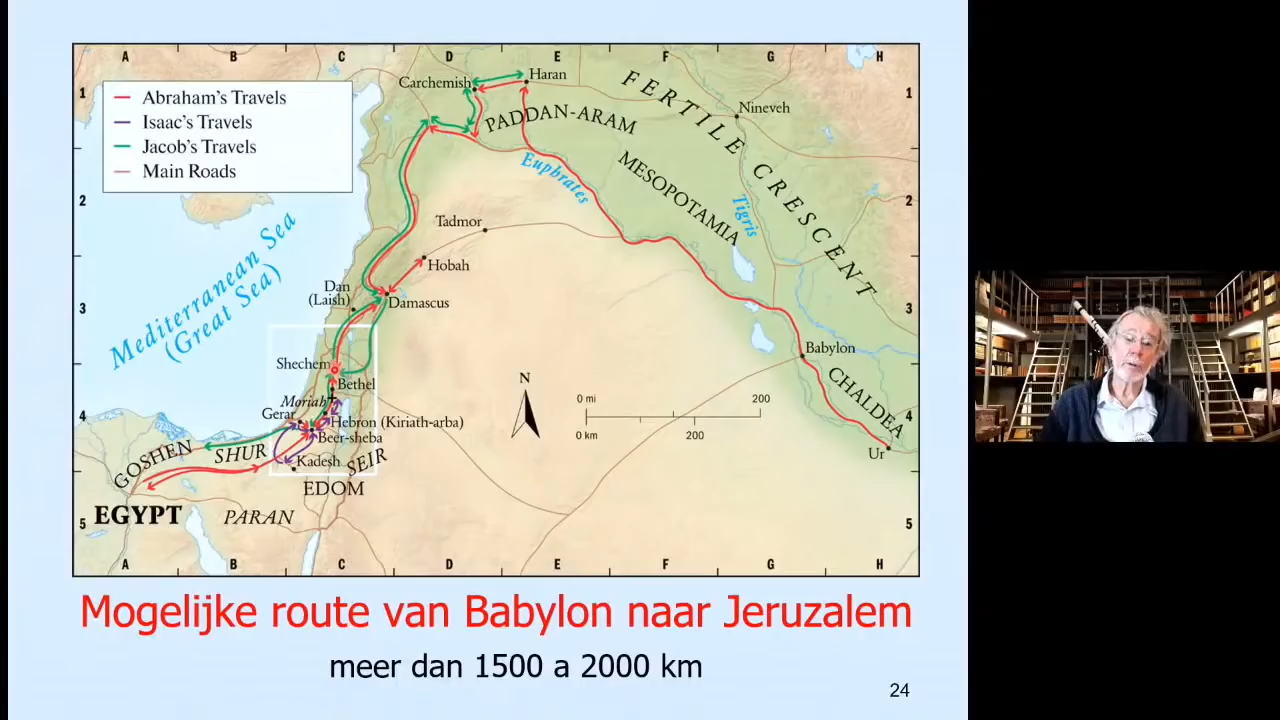 A B C D E F G H
Abraham's Travels
Isaac's Travels
Jacob's Travels
Main Roads
1 1
2 2
3 3
4 4
5 5
Carchemish
Haran
PADDAN-ARAM
FERTILE CRESCENT
Nineveh
Euphrates
MESOPOTAMIA
Tigris
Mediterranean Sea
(Great Sea)
Tadmor
Hobah
Dan
(Laish)
Damascus
Shechem
Bethel
Moriah
Gerar
Hebron (Kiriath-arba)
Beer-sheba
Kadesh
GOSHEN
SHUR
SEIR
EDOM
EGYPT
PARAN
N
0 mi 200
0 km 200
Babylon
CHALDEA
Ur
A B C D E F G H
Mogelijke route van Babylon naar Jeruzalem
meer dan 1500 a 2000 km
24